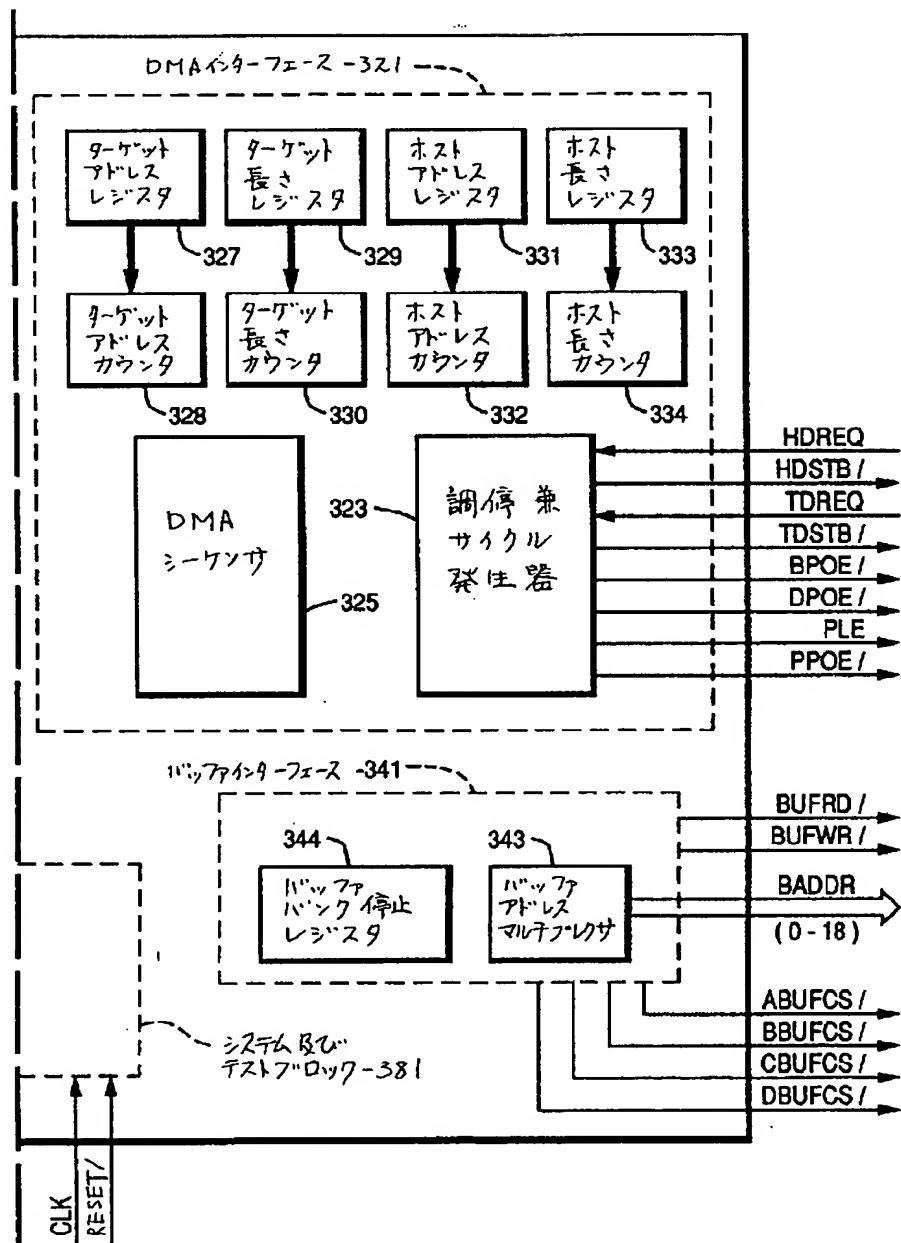 DMAインターフェース -321
ターゲット
アドレス
レジスタ
327
ターゲット
長さ
レジスタ
329
ホスト
アドレス
レジスタ
331
ホスト
長さ
レジスタ
333
ターゲット
アドレス
カウンタ
328
ターゲット
長さ
カウンタ
330
ホスト
アドレス
カウンタ
332
ホスト
長さ
カウンタ
334
DMA
シーケンサ
325
323
調停兼
サイクル
発生器
HDREQ
HDSTB /
TDREQ
TDSTB /
BPOE /
DPOE /
PLE
PPOE /
バッファインターフェース -341
344
バッファ
バンク停止
レジスタ
343
バッファ
アドレス
マルチプレクサ
BUFRD /
BUFWR /
BADDR
(0-18)
ABUFCS /
BBUFCS /
CBUFCS /
DBUFCS /
システム及び
テストブロック-381
CLK
RESET/